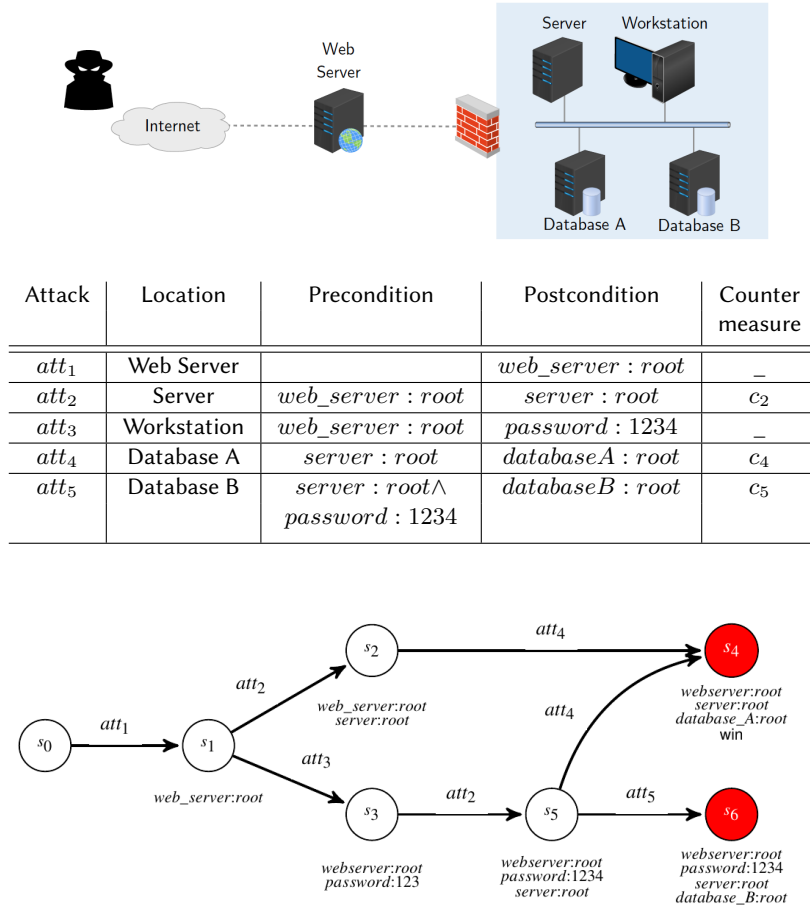 Server Workstation
Web
Server
Internet
Database A Database B
Attack Location Precondition Postcondition Counter
measure
att₁ Web Server web_server : root _
att₂ Server web_server : root server : root c₂
att₃ Workstation web_server : root password : 1234 _
att₄ Database A server : root databaseA : root c₄
att₅ Database B server : root∧ databaseB : root c₅
password : 1234
s₂ att₄ s₄
att₂
web_server:root
server:root
att₄
webserver:root
server:root
database_A:root
win
s₀ att₁ s₁
web_server:root
att₃
s₃ att₂ s₅ att₅ s₆
webserver:root
password:123
webserver:root
password:1234
server:root
webserver:root
password:1234
server:root
database_B:root